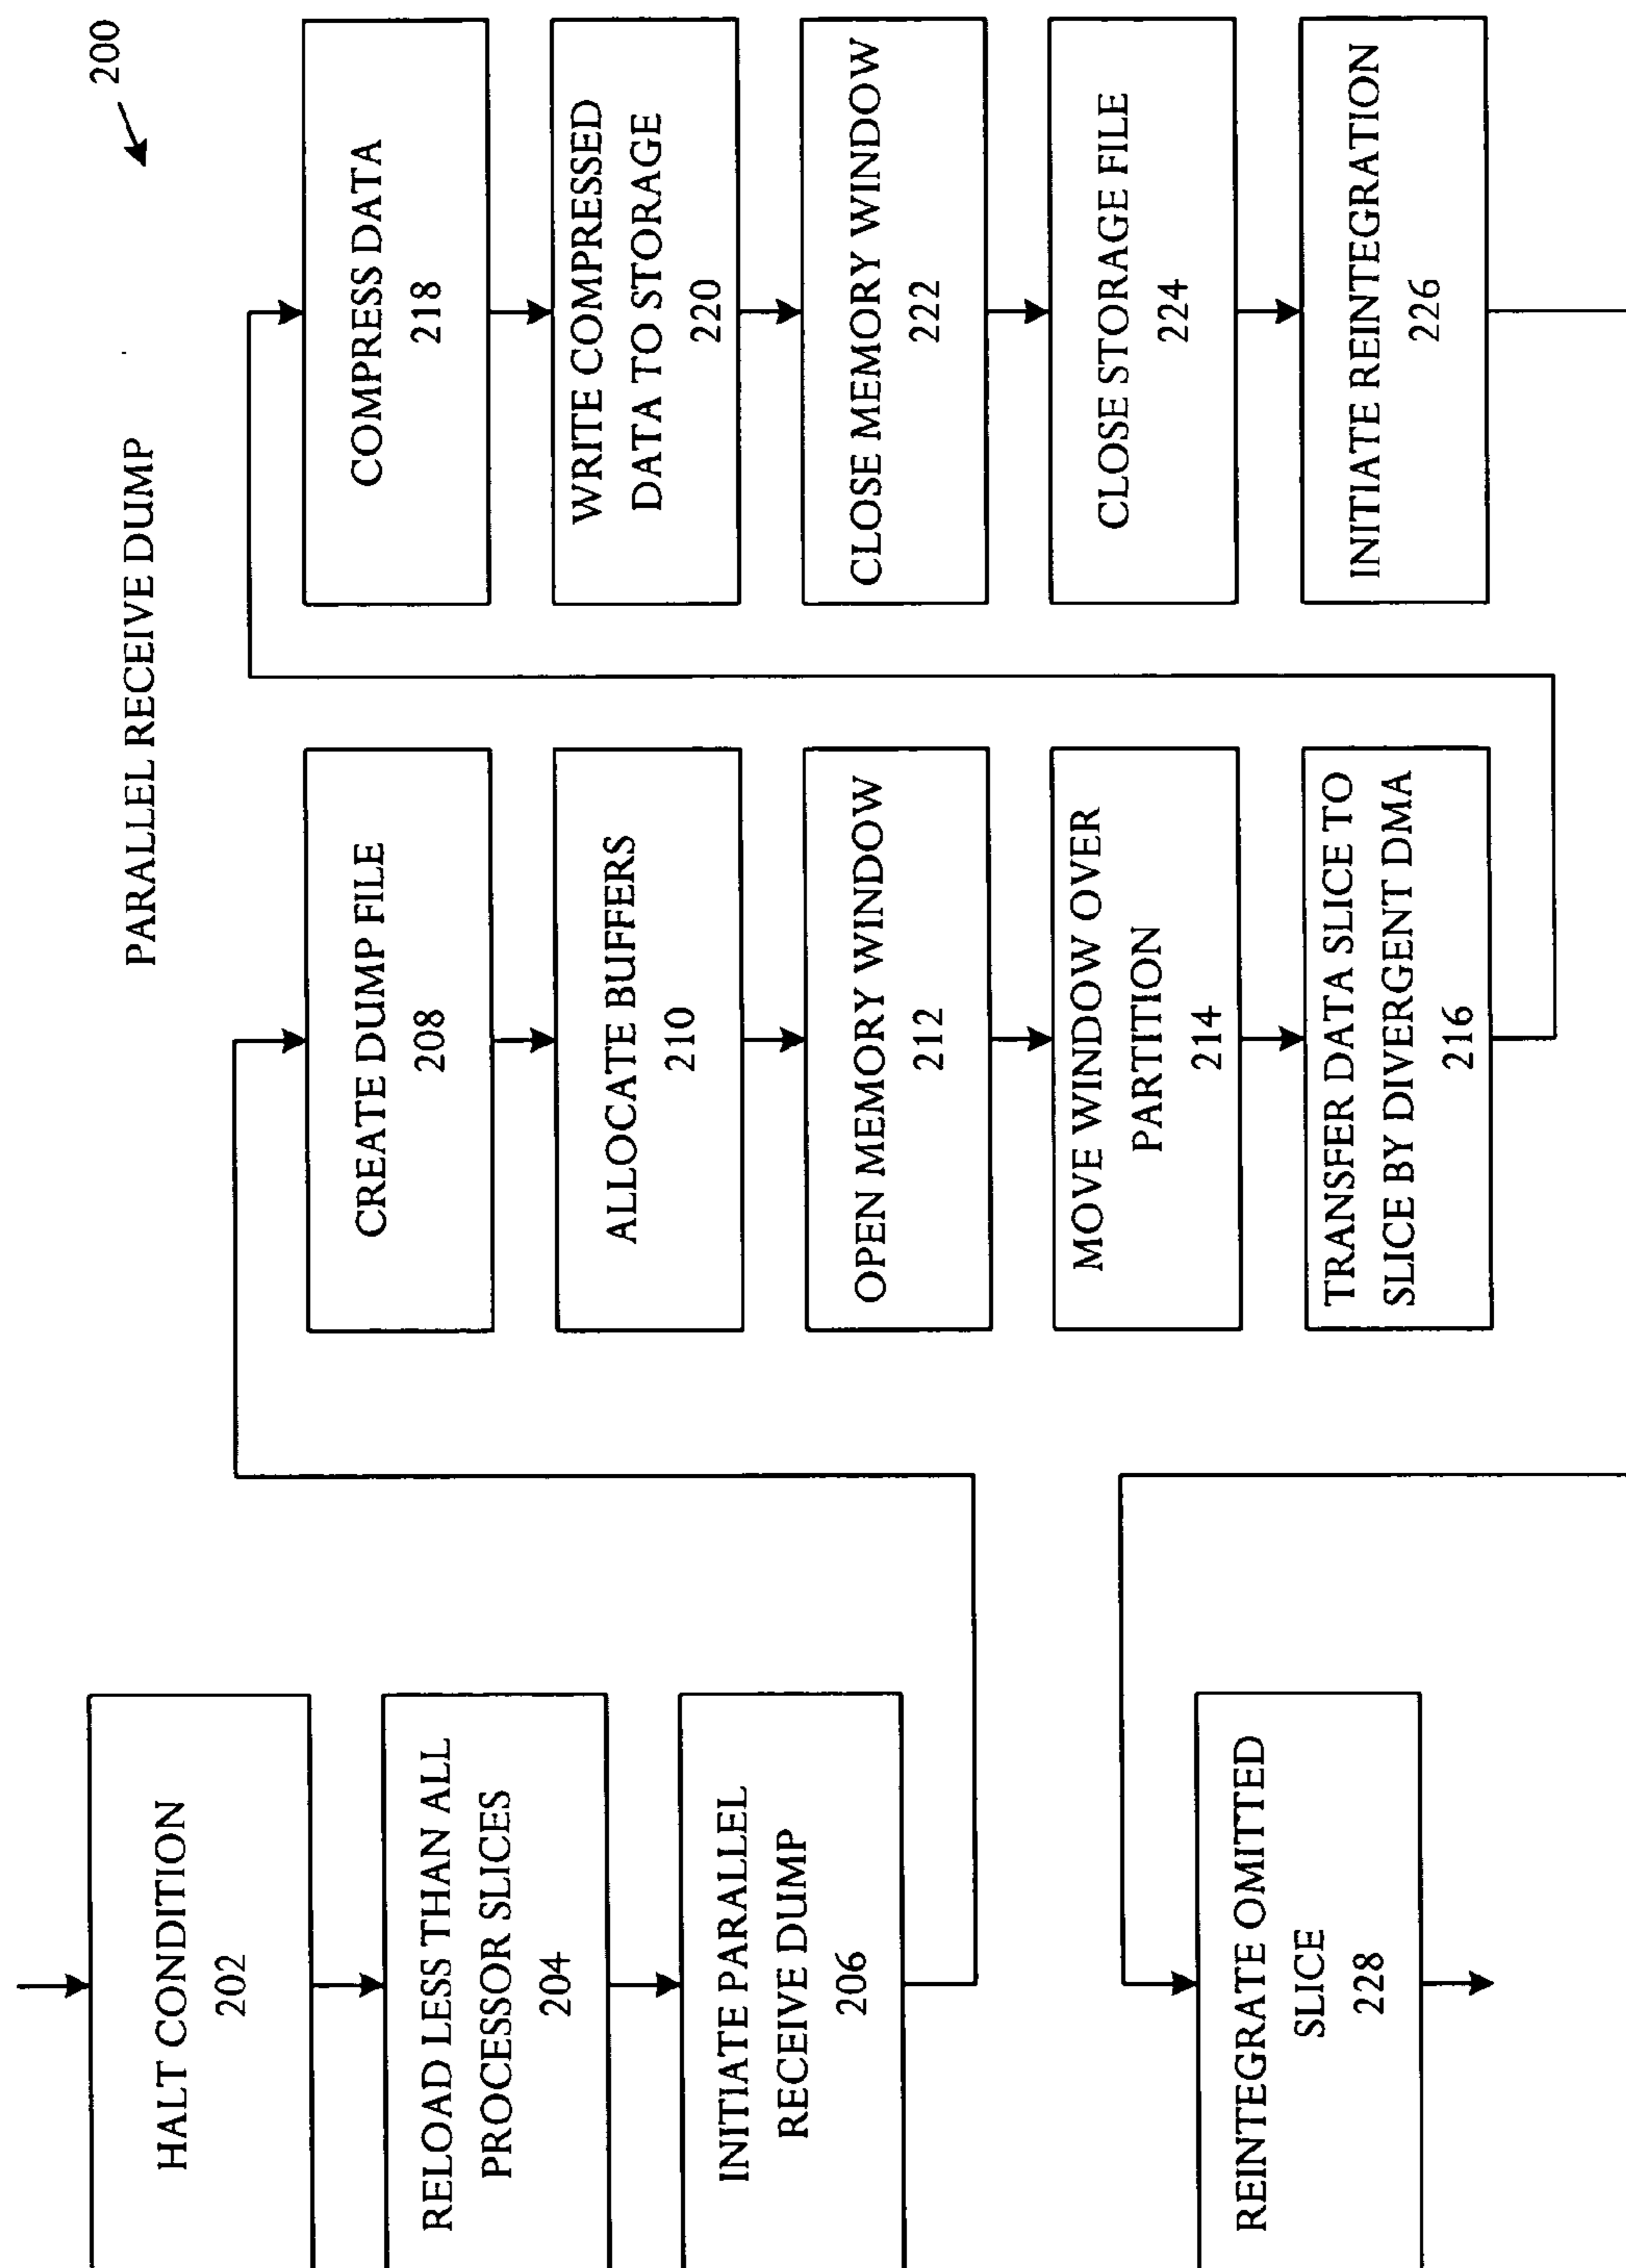 PARALLEL RECEIVE DUMP
200
HALT CONDITION
202
RELOAD LESS THAN ALL
PROCESSOR SLICES
204
INITIATE PARALLEL
RECEIVE DUMP
206
CREATE DUMP FILE
208
ALLOCATE BUFFERS
210
OPEN MEMORY WINDOW
212
MOVE WINDOW OVER
PARTITION
214
TRANSFER DATA SLICE TO
SLICE BY DIVERGENT DMA
216
COMPRESS DATA
218
WRITE COMPRESSED
DATA TO STORAGE
220
CLOSE MEMORY WINDOW
222
CLOSE STORAGE FILE
224
INITIATE REINTEGRATION
226
REINTEGRATE OMITTED
SLICE
228